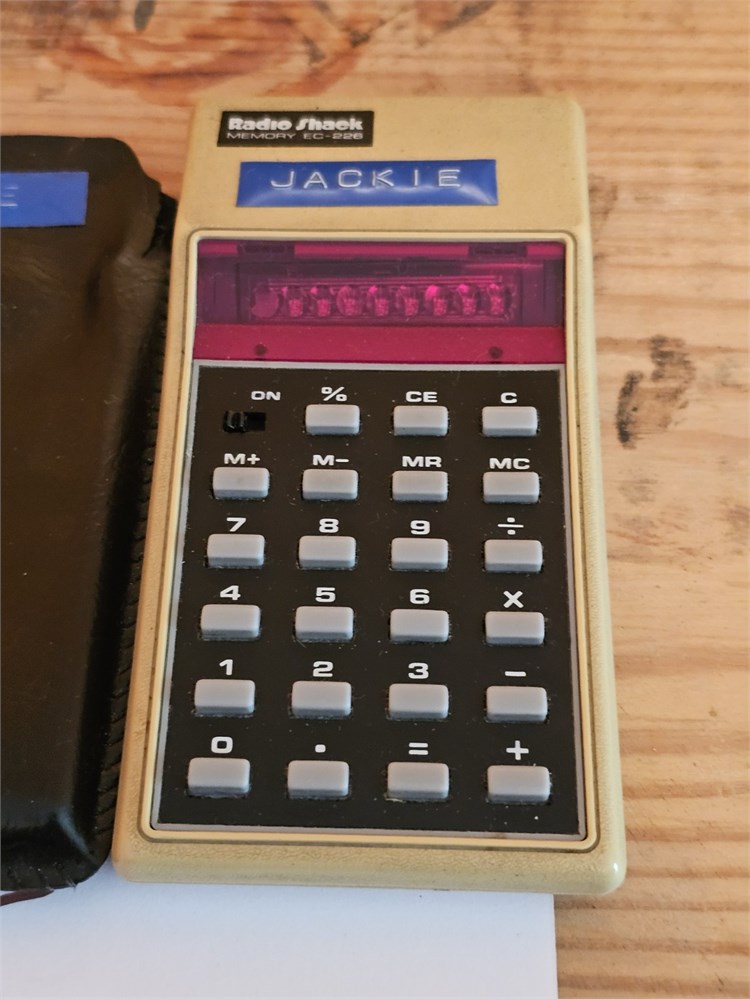 Radio Shack
MEMORY EC-226
JACKIE
E
ON % CE C
M+ M- MR MC
7 8 9 ÷
4 5 6 X
1 2 3 -
0 . = +